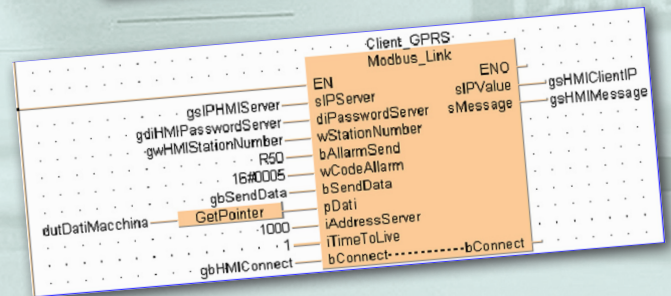 Client_GPRS
Modbus_Link
EN ENO
gsIPHMIServer sIPServer sIPValue gsHMIClientIP
gdiHMIPasswordServer diPasswordServer sMessage gsHMIMessage
gwHMIStationNumber wStationNumber
R50 bAllarmSend
16#0005 wCodeAllarm
gbSendData bSendData
dutDatiMacchina GetPointer pDati
1000 iAddressServer
1 iTimeToLive
gbHMIConnect bConnect bConnect